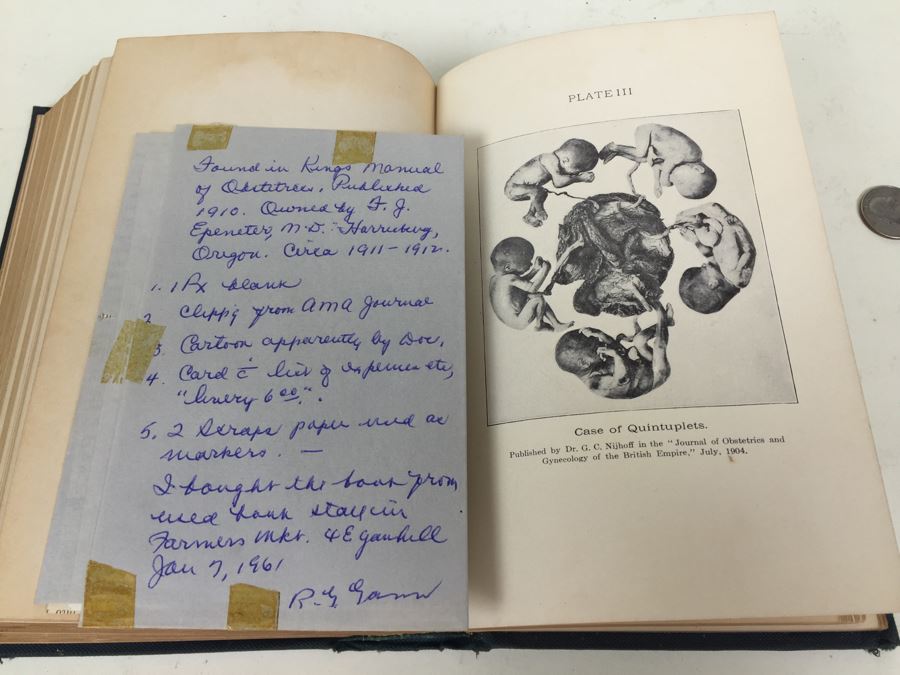 Found in Kings Manual
of Obstetrics, Published
1910. Owned by F. J.
Epeneter, M.D. Harrisburg,
Oregon. Circa 1911-1912.
1. 1 Rx blank
2 Clipp'g from AMA Journal
3. Cartoon apparently by Doc,
4. Card c̄ list of expenses etc,
"livery 6.00".
5. 2 scraps paper used as
markers. —
I bought the book from
used book stall in
Farmers Mkt.
Jan 7, 1961
R. G.
PLATE III
Case of Quintuplets.
Published by Dr. G. C. Nijhoff in the "Journal of Obstetrics and
Gynecology of the British Empire," July, 1904.